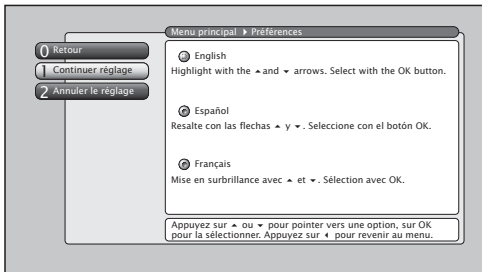 Menu principal ▶ Préférences
0 Retour
1 Continuer réglage
2 Annuler le réglage
English
Highlight with the ▲ and ▼ arrows. Select with the OK button.
Español
Resalte con las flechas ▲ y ▼. Seleccione con el botón OK.
Français
Mise en surbrillance avec ▲ et ▼. Sélection avec OK.
Appuyez sur ▲ ou ▼ pour pointer vers une option, sur OK
pour la sélectionner. Appuyez sur ◀ pour revenir au menu.